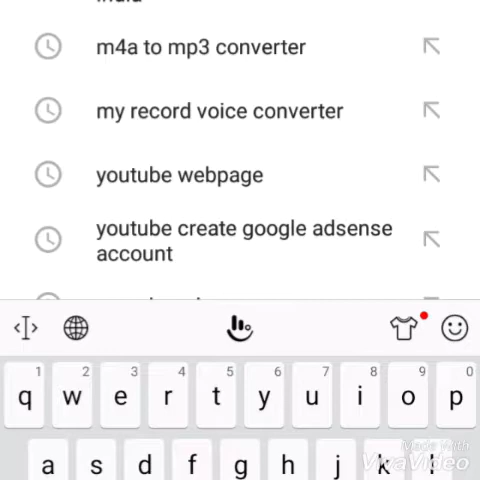 m4a to mp3 converter
my record voice converter
youtube webpage
youtube create google adsense
account
1 2 3 4 5 6 7 8 9 0
q w e r t y u i o p
a s d f g h j k l
Made With
VivaVideo